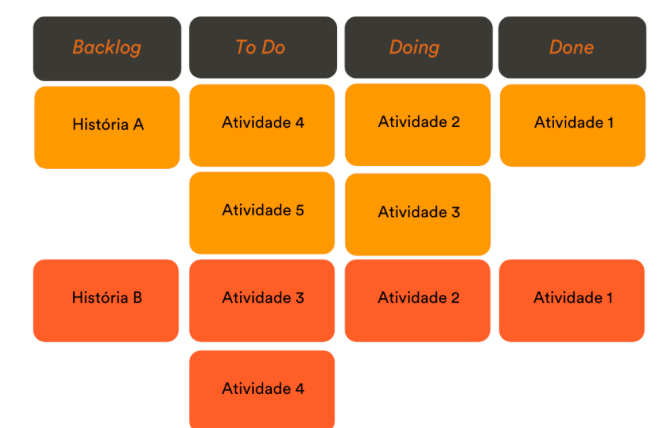 Backlog
To Do
Doing
Done
História A
Atividade 4
Atividade 2
Atividade 1
Atividade 5
Atividade 3
História B
Atividade 3
Atividade 2
Atividade 1
Atividade 4